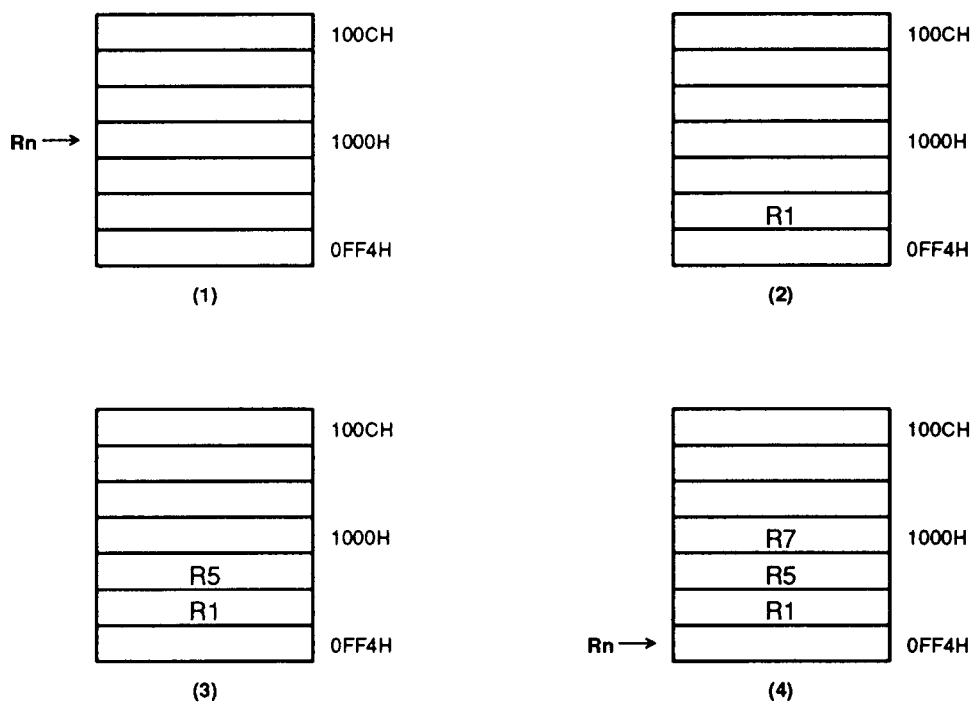 100CH
Rn → 1000H
0FF4H
(1)
100CH
1000H
R1
0FF4H
(2)
100CH
1000H
R5
R1
0FF4H
(3)
100CH
R7 1000H
R5
R1
Rn → 0FF4H
(4)